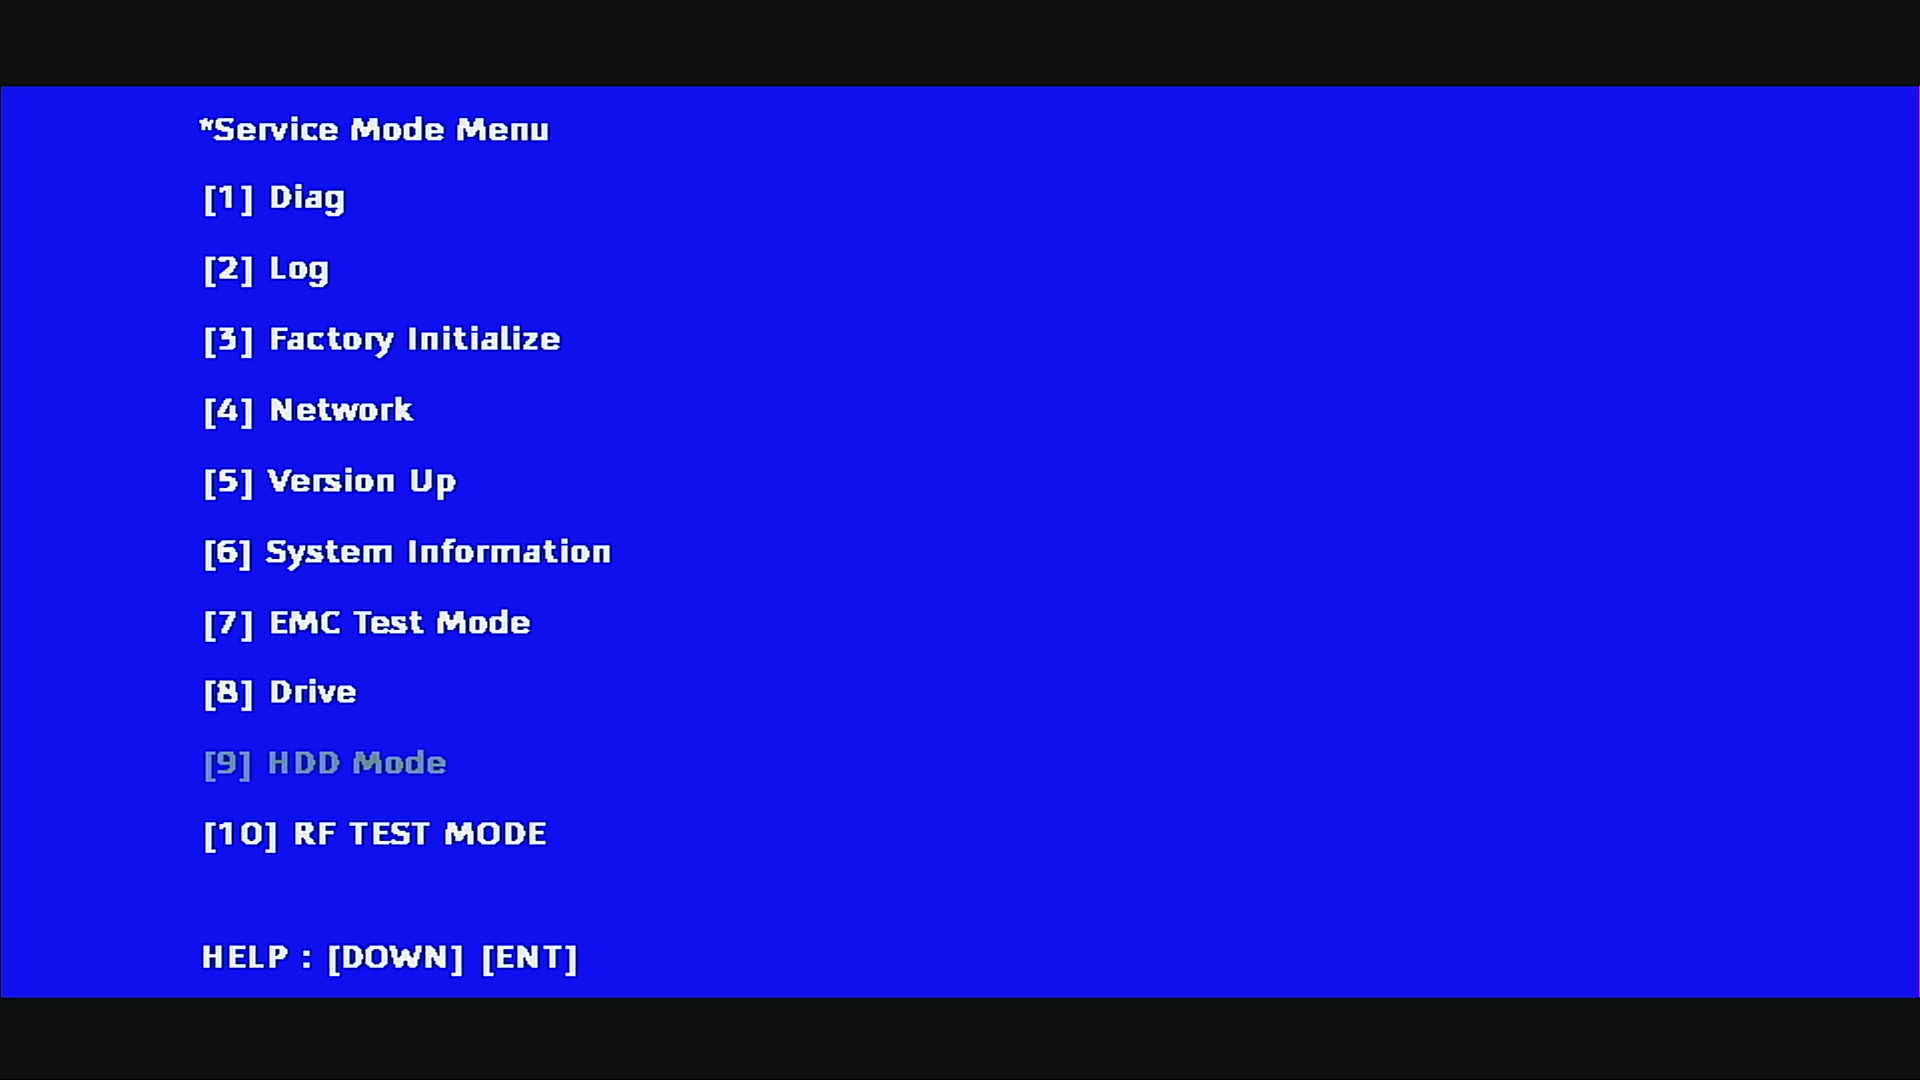 *Service Mode Menu
[1] Diag
[2] Log
[3] Factory Initialize
[4] Network
[5] Version Up
[6] System Information
[7] EMC Test Mode
[8] Drive
[9] HDD Mode
[10] RF TEST MODE
HELP : [DOWN] [ENT]